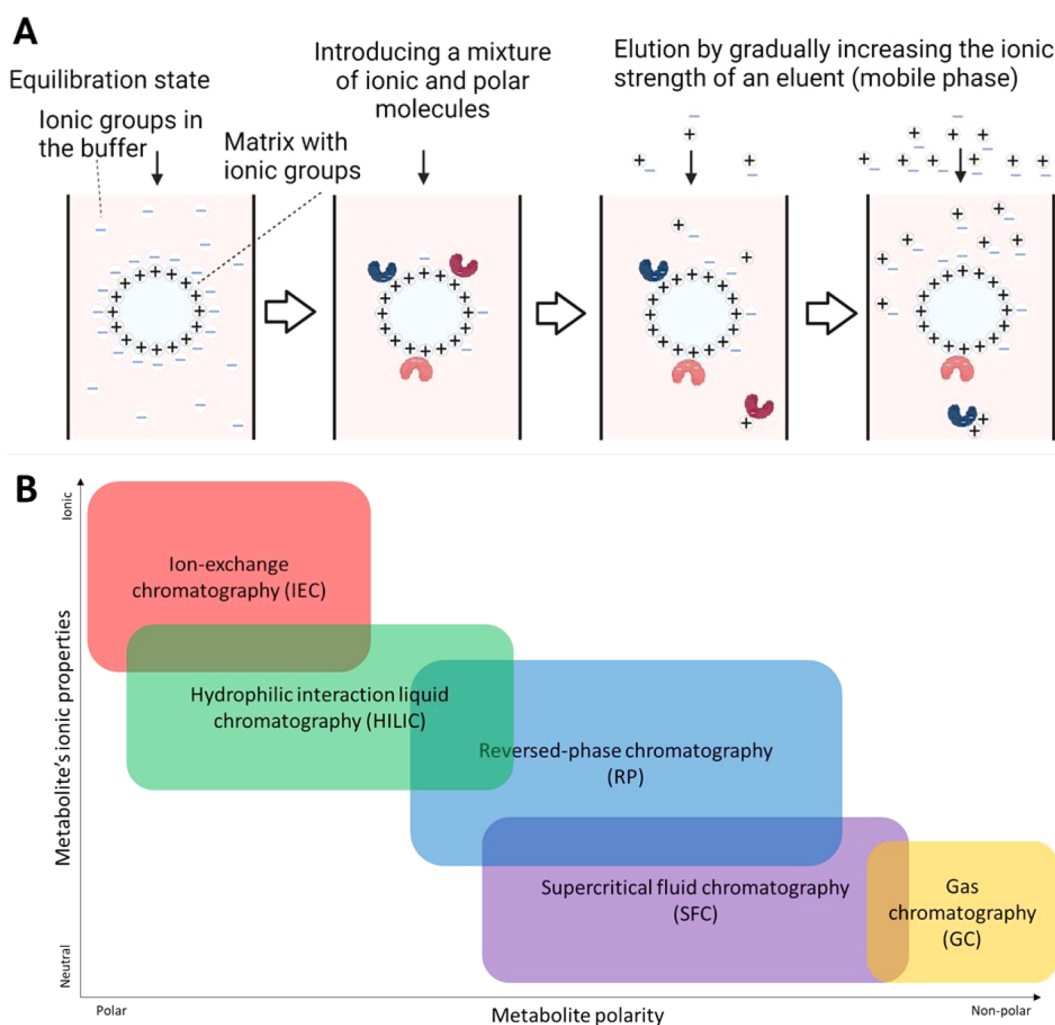 A
Equilibration state
Ionic groups in
the buffer
Matrix with
ionic groups
Introducing a mixture
of ionic and polar
molecules
Elution by gradually increasing the ionic
strength of an eluent (mobile phase)
B
Ionic
Metabolite's ionic properties
Neutral
Ion-exchange
chromatography (IEC)
Hydrophilic interaction liquid
chromatography (HILIC)
Reversed-phase chromatography
(RP)
Supercritical fluid chromatography
(SFC)
Gas
chromatography
(GC)
Polar
Metabolite polarity
Non-polar